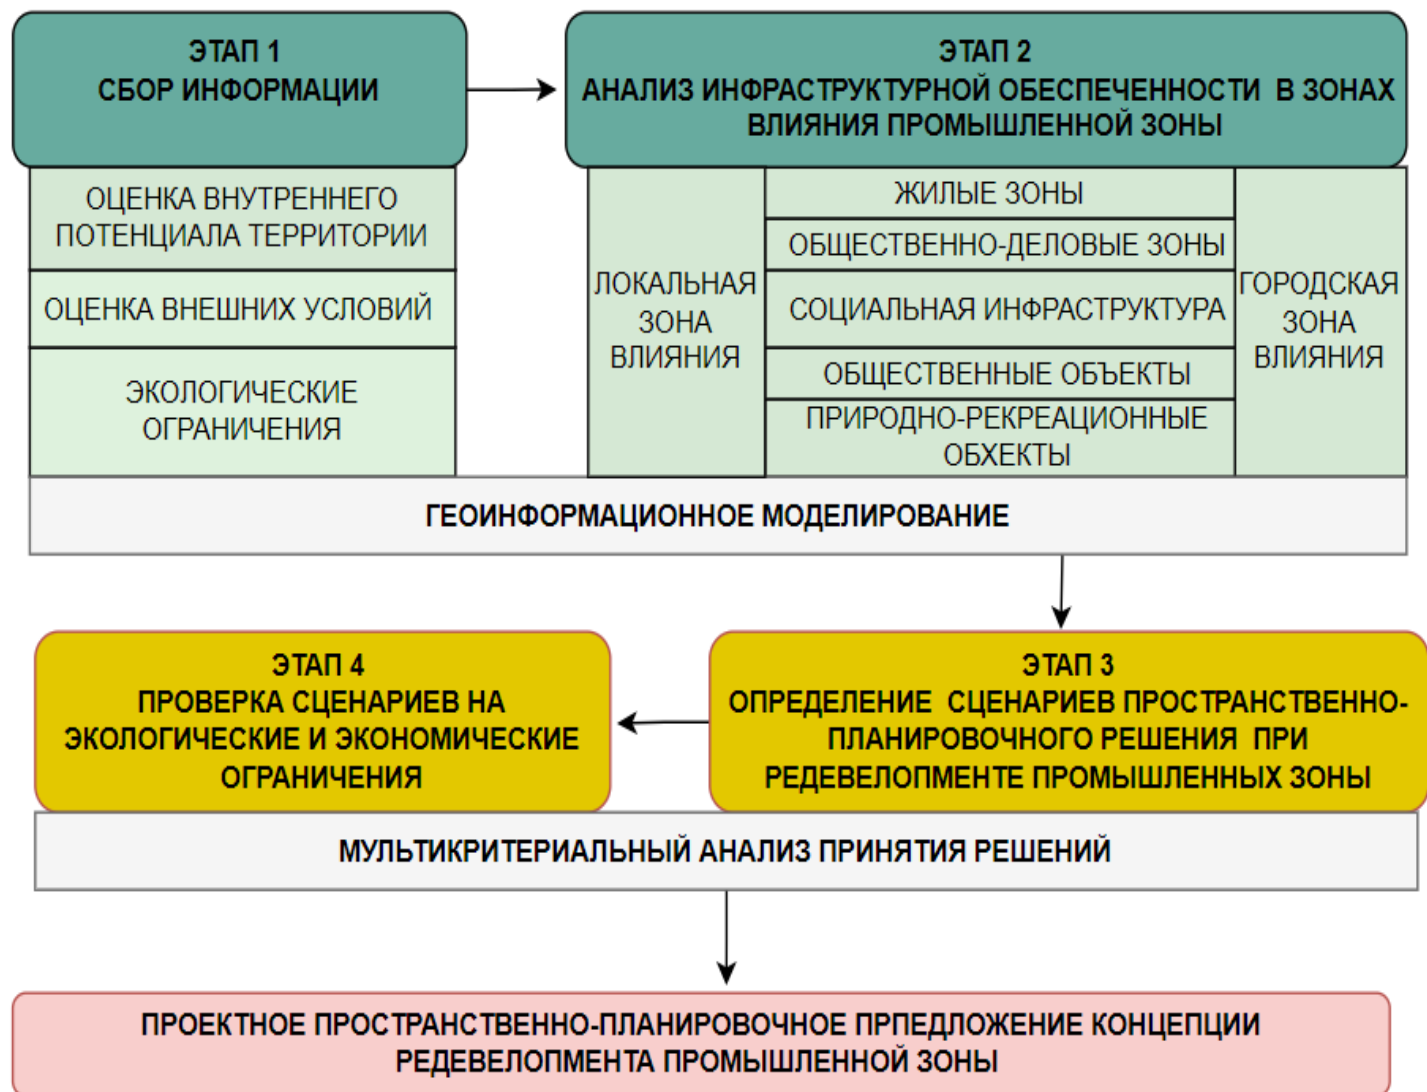 ЭТАП 1
СБОР ИНФОРМАЦИИ
ЭТАП 2
АНАЛИЗ ИНФРАСТРУКТУРНОЙ ОБЕСПЕЧЕННОСТИ В ЗОНАХ
ВЛИЯНИЯ ПРОМЫШЛЕННОЙ ЗОНЫ
ОЦЕНКА ВНУТРЕННЕГО
ПОТЕНЦИАЛА ТЕРРИТОРИИ
ОЦЕНКА ВНЕШНИХ УСЛОВИЙ
ЭКОЛОГИЧЕСКИЕ
ОГРАНИЧЕНИЯ
ЛОКАЛЬНАЯ
ЗОНА
ВЛИЯНИЯ
ЖИЛЫЕ ЗОНЫ
ОБЩЕСТВЕННО-ДЕЛОВЫЕ ЗОНЫ
СОЦИАЛЬНАЯ ИНФРАСТРУКТУРА
ОБЩЕСТВЕННЫЕ ОБЪЕКТЫ
ПРИРОДНО-РЕКРЕАЦИОННЫЕ
ОБХЕКТЫ
ГОРОДСКАЯ
ЗОНА
ВЛИЯНИЯ
ГЕОИНФОРМАЦИОННОЕ МОДЕЛИРОВАНИЕ
ЭТАП 3
ОПРЕДЕЛЕНИЕ СЦЕНАРИЕВ ПРОСТРАНСТВЕННО-
ПЛАНИРОВОЧНОГО РЕШЕНИЯ ПРИ
РЕДЕВЕЛОПМЕНТЕ ПРОМЫШЛЕННЫХ ЗОНЫ
ЭТАП 4
ПРОВЕРКА СЦЕНАРИЕВ НА
ЭКОЛОГИЧЕСКИЕ И ЭКОНОМИЧЕСКИЕ
ОГРАНИЧЕНИЯ
МУЛЬТИКРИТЕРИАЛЬНЫЙ АНАЛИЗ ПРИНЯТИЯ РЕШЕНИЙ
ПРОЕКТНОЕ ПРОСТРАНСТВЕННО-ПЛАНИРОВОЧНОЕ ПРПЕДЛОЖЕНИЕ КОНЦЕПЦИИ
РЕДЕВЕЛОПМЕНТА ПРОМЫШЛЕННОЙ ЗОНЫ